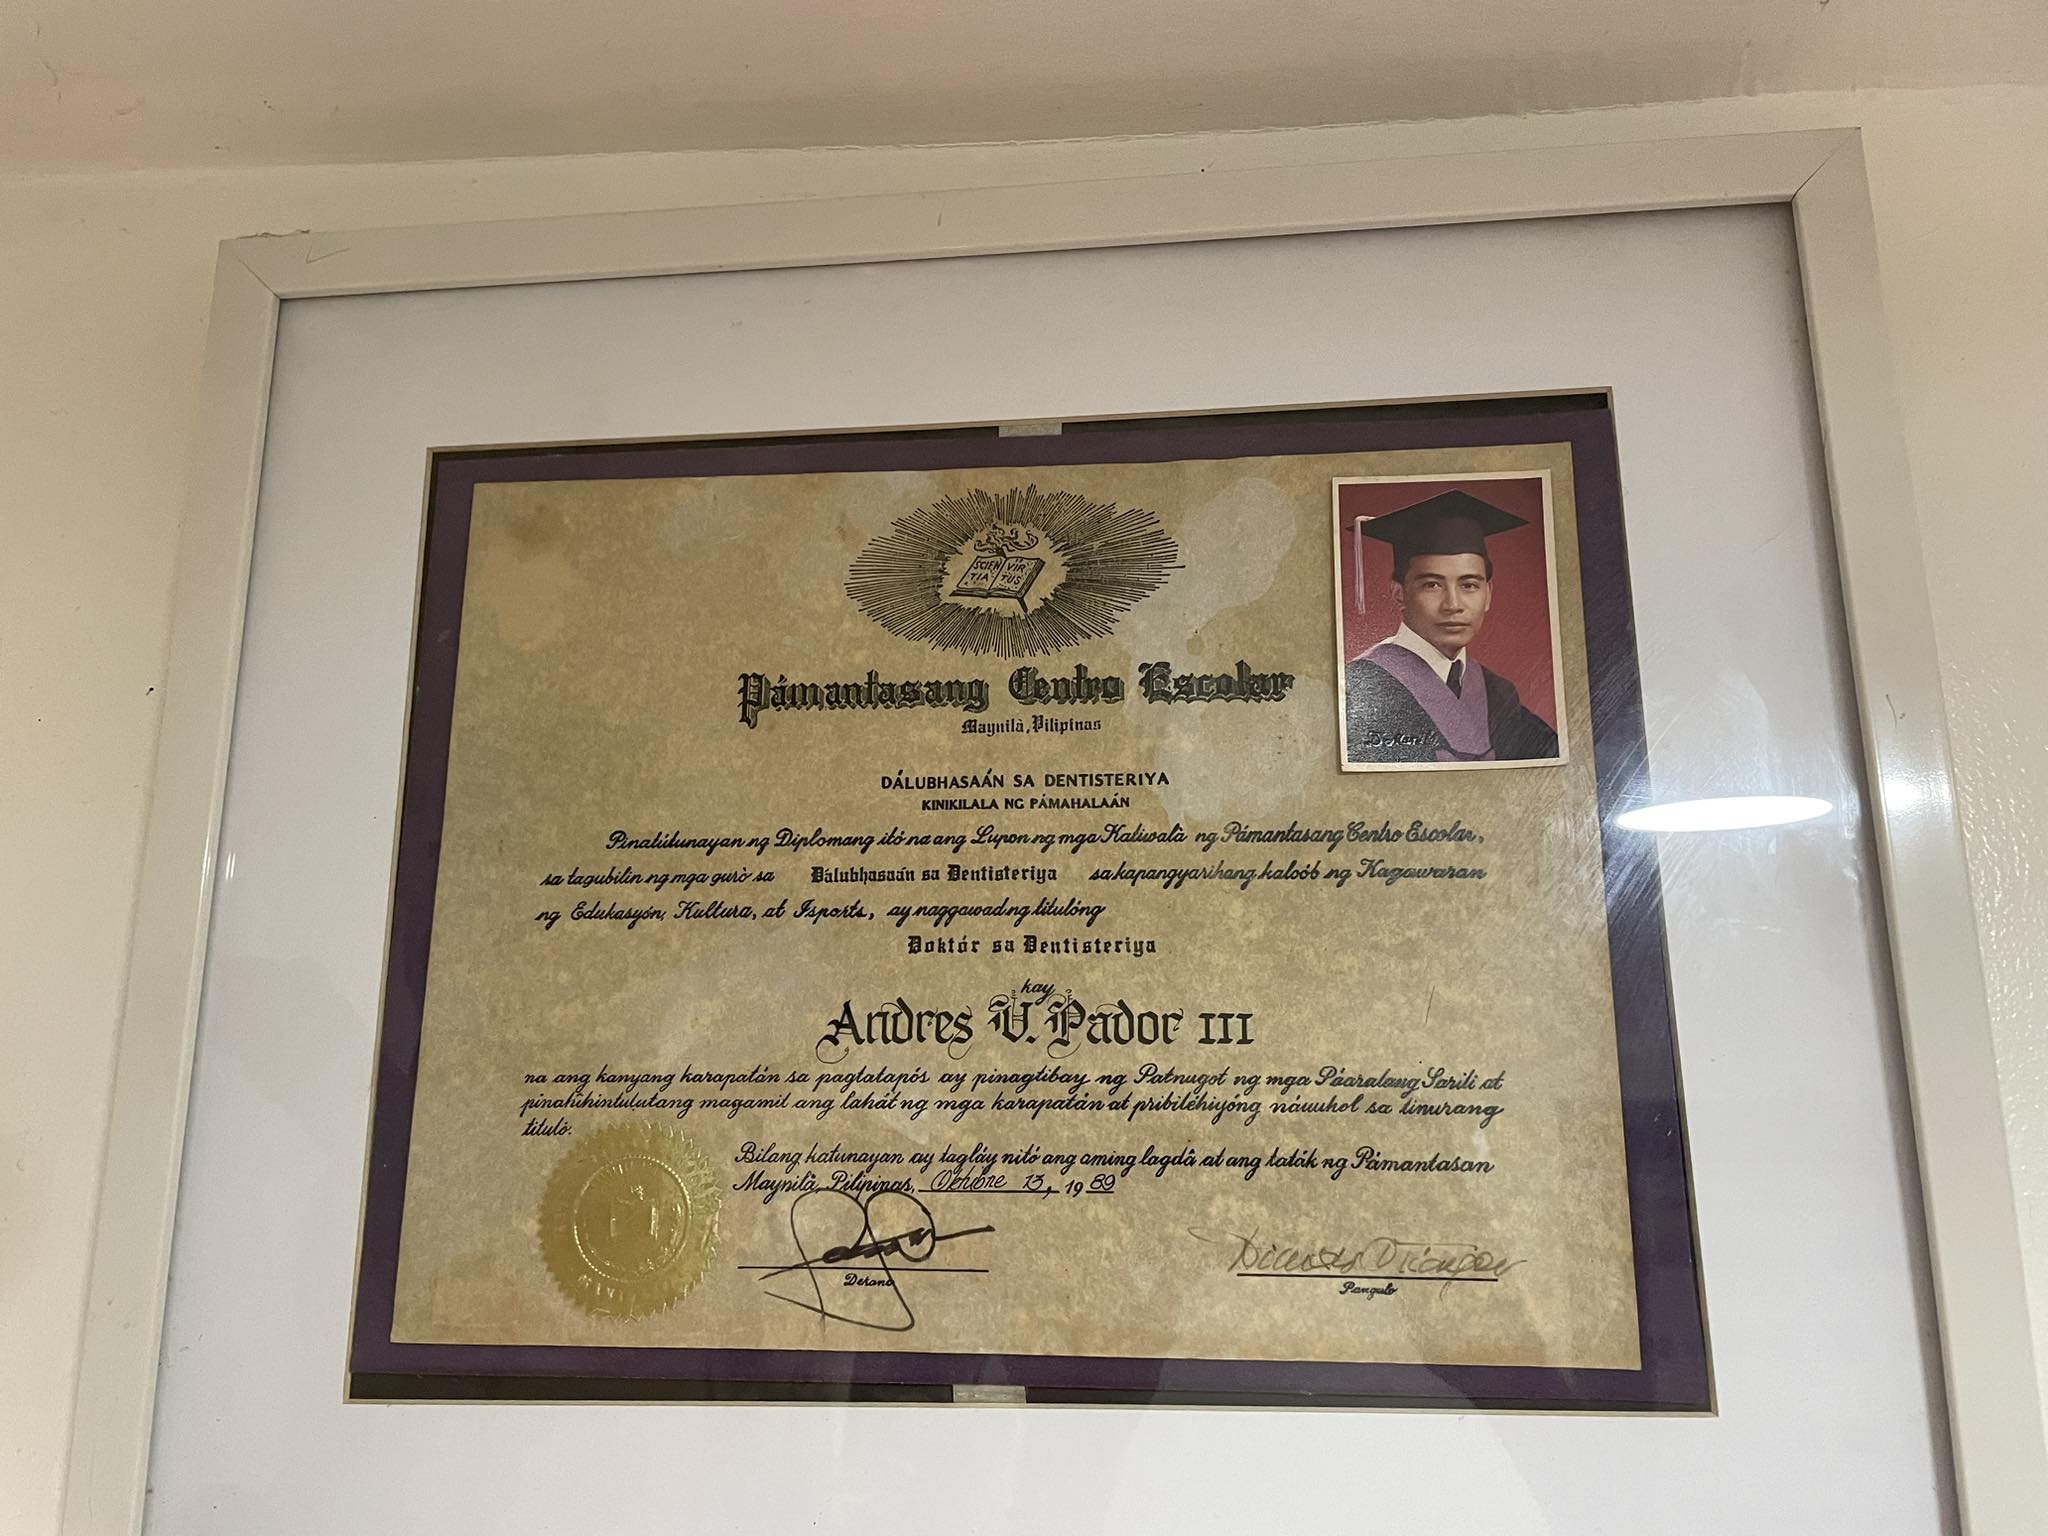 SCIEN VIR
TIA TUS
Pámantasang Centro Escolar
Maynilà, Pilipinas
DÁLUBHASAÁN SA DENTISTERIYA
KINIKILALA NG PÁMAHALAÁN
Pinatútunayan ng Diplomang itó na ang Lupon ng mga Katiwalà ng Pámantasang Centro Escolar,
sa tagubilin ng mga gurò sa Dálubhasaán sa Dentisteriya sa kapangyarihang kaloób ng Kagawaran
ng Edukasyón, Kultura, at Isports, ay naggawad ng titulóng
Doktór sa Dentisteriya
kay
Andres V. Pador III
na ang kanyang karapatán sa pagtatapós ay pinagtibay ng Patnugot ng mga Páaralang Sarili at
pinahíhintulutang magamit ang lahát ng mga karapatán at pribilehiyóng náuukol sa tinurang
tituló.
Bilang katunayan ay tagláy nitó ang aming lagdâ at ang taták ng Pámantasan
Maynilà, Pilipinas, Oktubre 13, 1989
Dekano
Pangulo